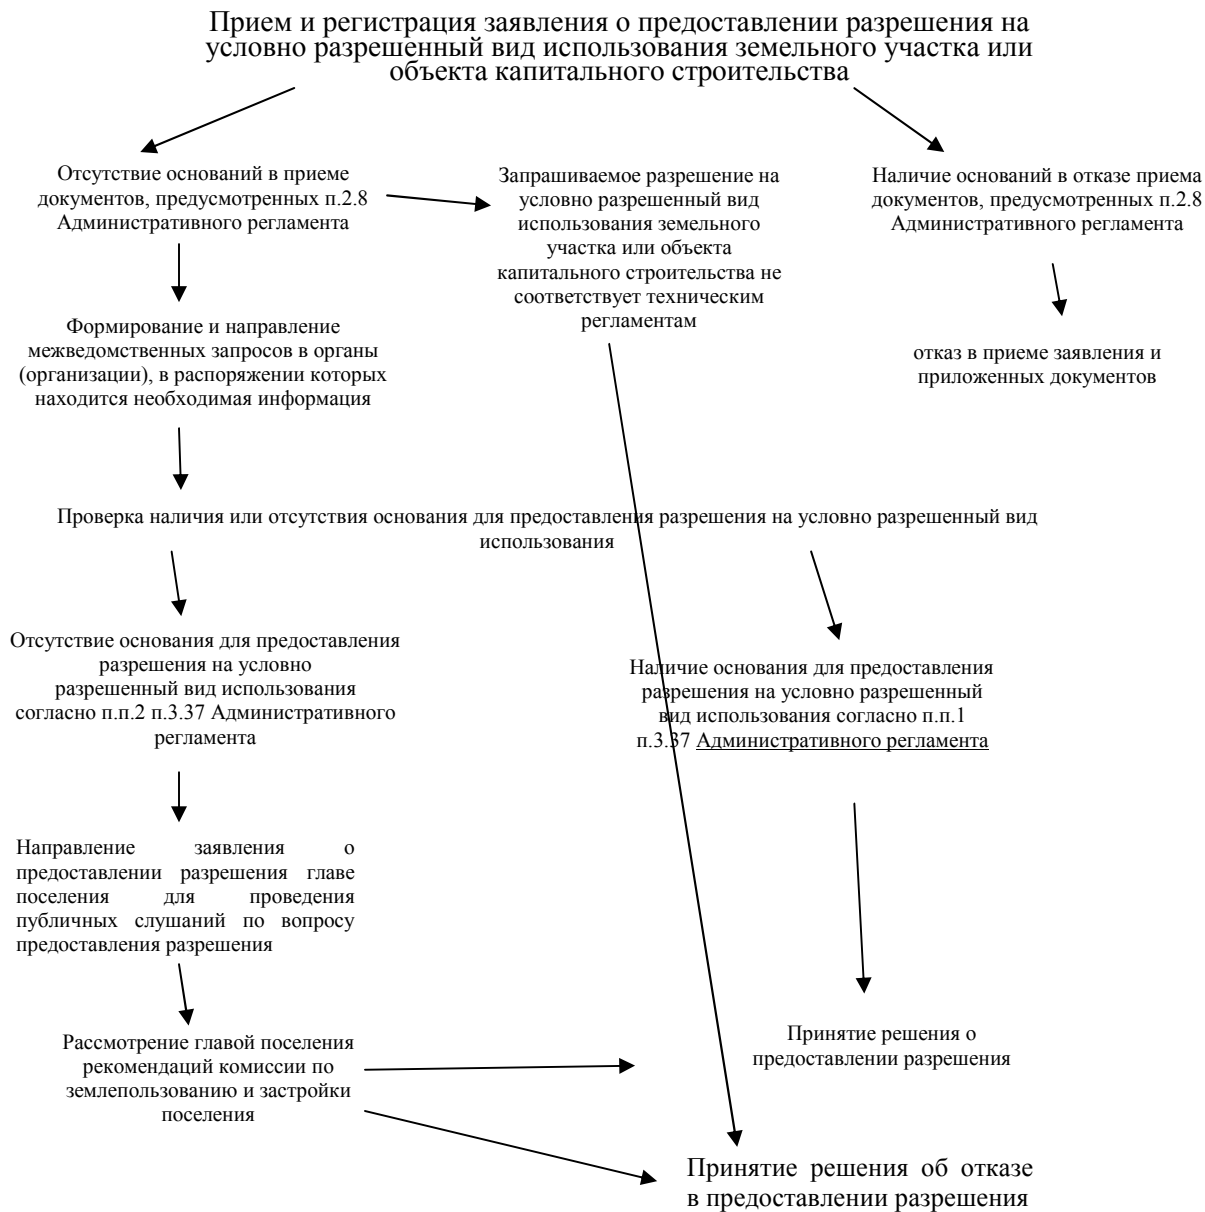 Прием и регистрация заявления о предоставлении разрешения на
условно разрешенный вид использования земельного участка или
объекта капитального строительства
Отсутствие оснований в приеме
документов, предусмотренных п.2.8
Административного регламента
Запрашиваемое разрешение на
условно разрешенный вид
использования земельного
участка или объекта
капитального строительства не
соответствует техническим
регламентам
Наличие оснований в отказе приема
документов, предусмотренных п.2.8
Административного регламента
Формирование и направление
межведомственных запросов в органы
(организации), в распоряжении которых
находится необходимая информация
отказ в приеме заявления и
приложенных документов
Проверка наличия или отсутствия основания для предоставления разрешения на условно разрешенный вид
использования
Отсутствие основания для предоставления
разрешения на условно
разрешенный вид использования
согласно п.п.2 п.3.37 Административного
регламента
Наличие основания для предоставления
разрешения на условно разрешенный
вид использования согласно п.п.1
п.3.37 Административного регламента
Направление заявления о
предоставлении разрешения главе
поселения для проведения
публичных слушаний по вопросу
предоставления разрешения
Рассмотрение главой поселения
рекомендаций комиссии по
землепользованию и застройки
поселения
Принятие решения о
предоставлении разрешения
Принятие решения об отказе
в предоставлении разрешения